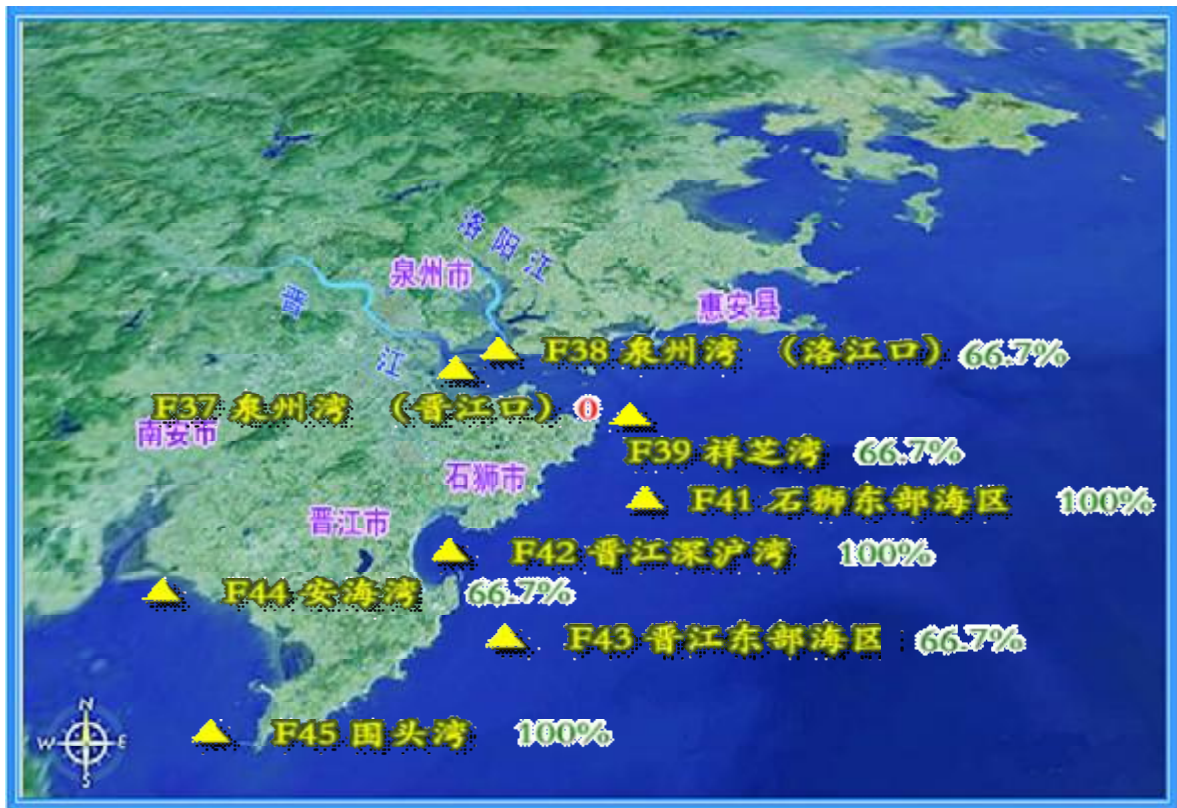 洛阳江
泉州市
晋江
惠安县
F38 泉州湾 （洛江口） 66.7%
F37 泉州湾 （晋江口） 0
南安市
F39 祥芝湾 66.7%
石狮市
F41 石狮东部海区 100%
晋江市
F42 晋江深沪湾 100%
F44 安海湾 66.7%
F43 晋江东部海区 66.7%
F45 围头湾 100%
N
W E
S